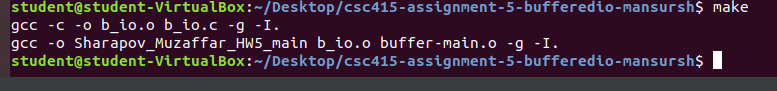 student@student-VirtualBox:~/Desktop/csc415-assignment-5-bufferedio-mansursh$ make
gcc -c -o b_io.o b_io.c -g -I.
gcc -o Sharapov_Muzaffar_HW5_main b_io.o buffer-main.o -g -I.
student@student-VirtualBox:~/Desktop/csc415-assignment-5-bufferedio-mansursh$